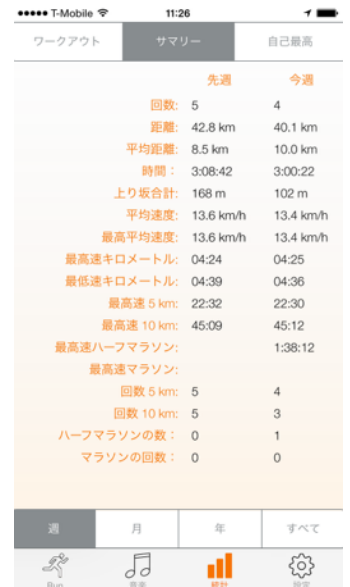 T-Mobile 11:26
ワークアウト サマリー 自己最高
先週 今週
回数: 5 4
距離: 42.8 km 40.1 km
平均距離: 8.5 km 10.0 km
時間： 3:08:42 3:00:22
上り坂合計: 168 m 102 m
平均速度: 13.6 km/h 13.4 km/h
最高平均速度: 13.6 km/h 13.4 km/h
最高速キロメートル: 04:24 04:25
最低速キロメートル: 04:39 04:36
最高速 5 km: 22:32 22:30
最高速 10 km: 45:09 45:12
最高速ハーフマラソン: 1:38:12
最高速マラソン:
回数 5 km: 5 4
回数 10 km: 5 3
ハーフマラソンの数： 0 1
マラソンの回数： 0 0
週 月 年 すべて
Run 音楽 統計 設定